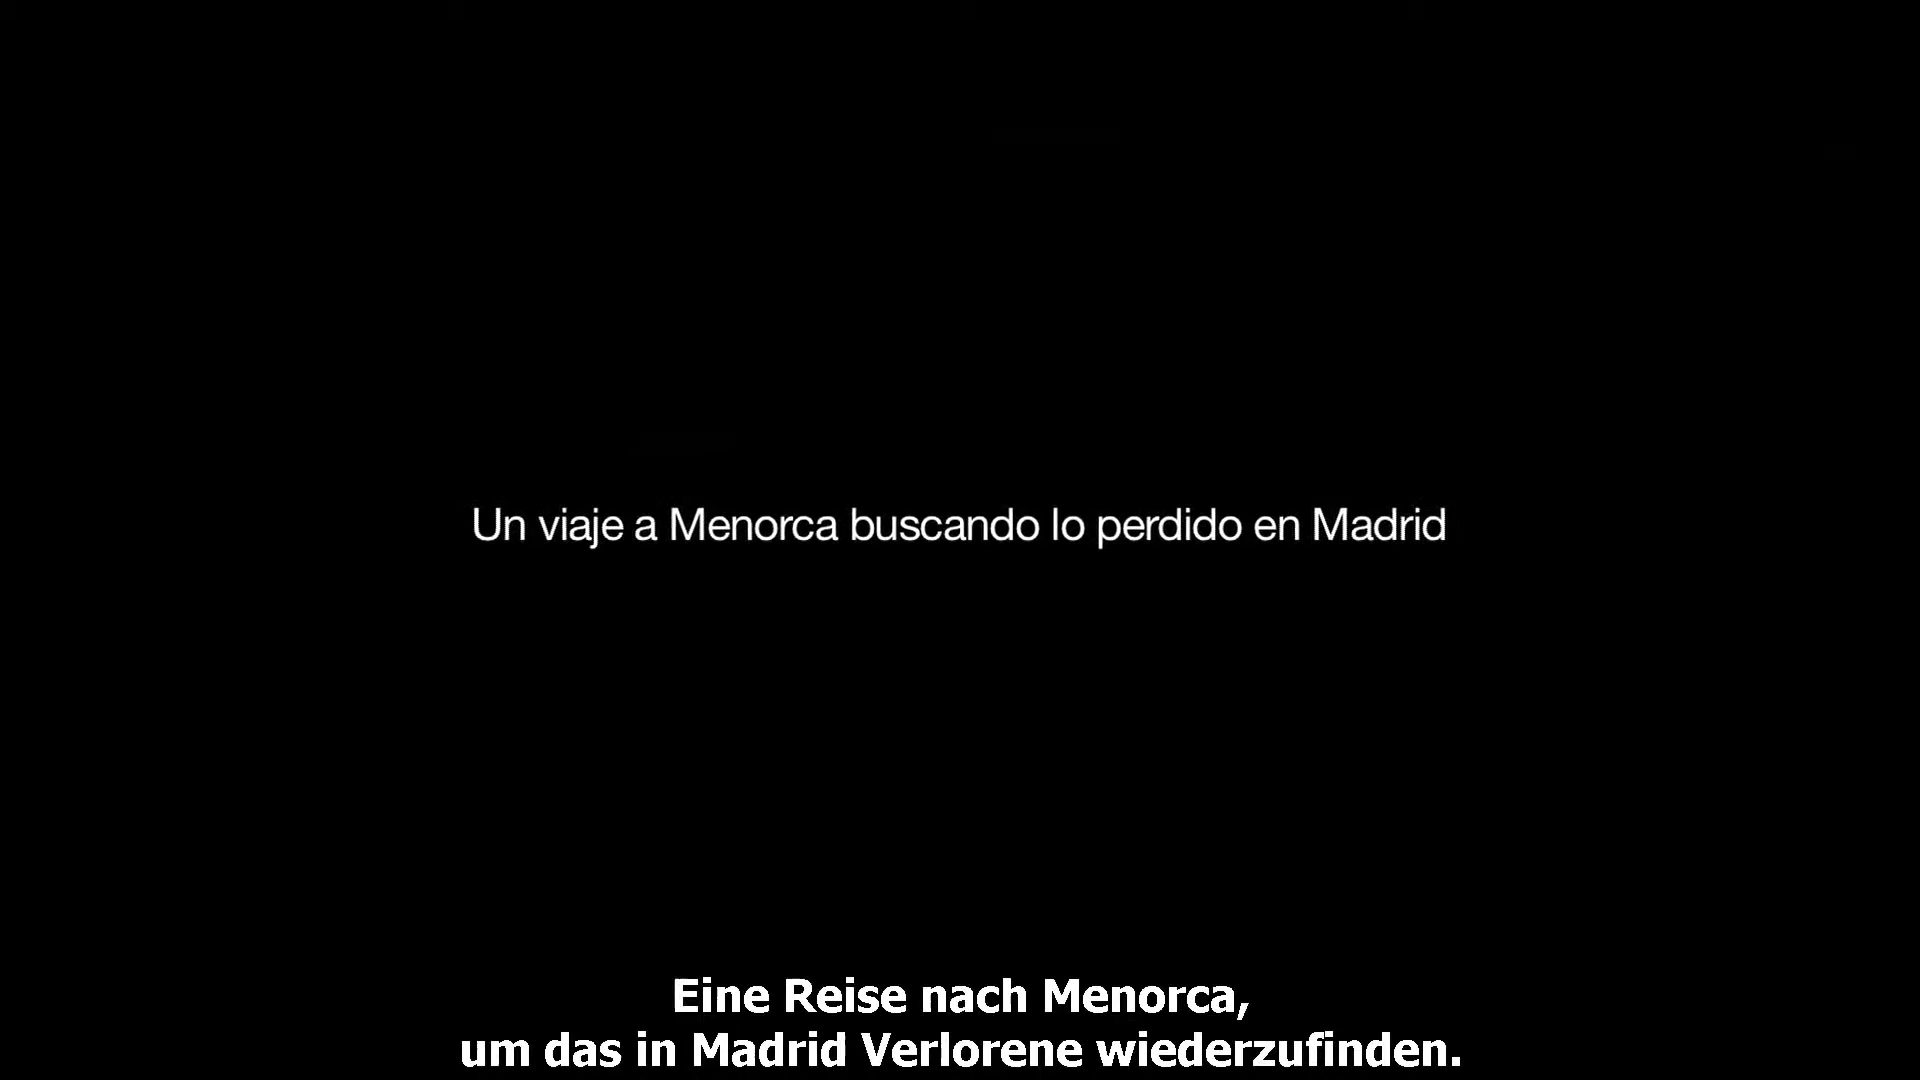 Un viaje a Menorca buscando lo perdido en Madrid
Eine Reise nach Menorca,
um das in Madrid Verlorene wiederzufinden.